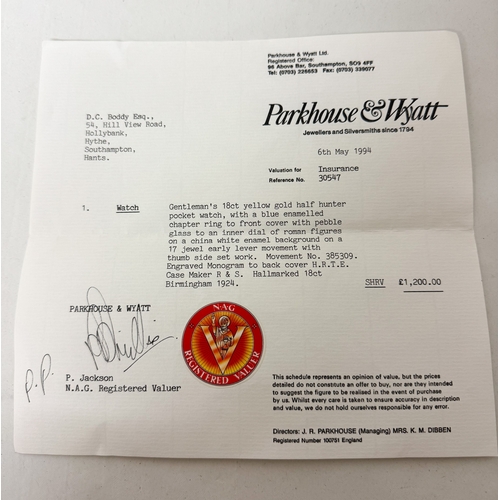 Parkhouse & Wyatt Ltd.
Registered Office:
96 Above Bar, Southampton, SO9 4FF
Tel: (0703) 226653 Fax: (0703) 339577
D.C. Boddy Esq.,
54, Hill View Road,
Hollybank,
Hythe,
Southampton,
Hants.
Parkhouse & Wyatt
Jewellers and Silversmiths since 1794
6th May 1994
Valuation for Insurance
Reference No. 30547
1. Watch Gentleman's 18ct yellow gold half hunter
pocket watch, with a blue enamelled
chapter ring to front cover with pebble
glass to an inner dial of roman figures
on a china white enamel background on a
17 jewel early lever movement with
thumb side set work. Movement No. 385309.
Engraved Monogram to back cover H.R.T.E.
Case Maker R & S. Hallmarked 18ct
Birmingham 1924. SHRV £1,200.00
PARKHOUSE & WYATT
P.P.
P. Jackson
N.A.G. Registered Valuer
N·A·G
REGISTERED VALUER
This schedule represents an opinion of value, but the prices
detailed do not constitute an offer to buy, nor are they intended
to suggest the figure to be realised in the event of purchase
by us. Whilst every care is taken to ensure accuracy in description
and value, we do not hold ourselves responsible for any error.
Directors: J. R. PARKHOUSE (Managing) MRS. K. M. DIBBEN
Registered Number 100751 England